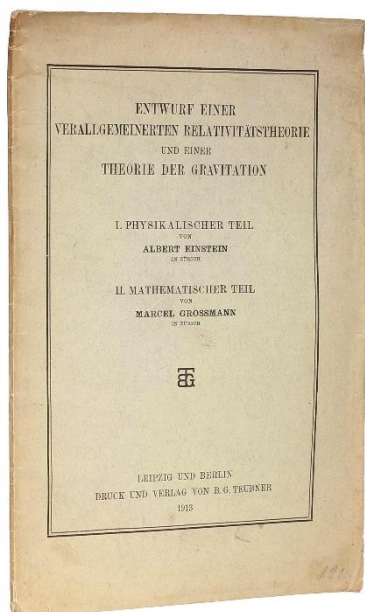 ENTWURF EINER
VERALLGEMEINERTEN RELATIVITÄTSTHEORIE
UND EINER
THEORIE DER GRAVITATION
I. PHYSIKALISCHER TEIL
VON
ALBERT EINSTEIN
IN ZÜRICH
II. MATHEMATISCHER TEIL
VON
MARCEL GROSSMANN
IN ZÜRICH
LEIPZIG UND BERLIN
DRUCK UND VERLAG VON B. G. TEUBNER
1913